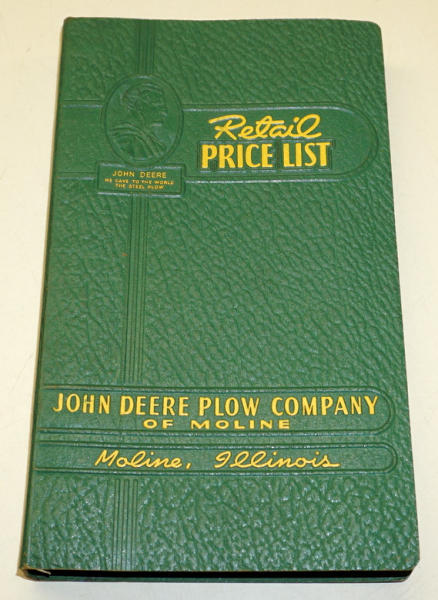 Retail
PRICE LIST
JOHN DEERE
HE GAVE TO THE WORLD
THE STEEL PLOW
JOHN DEERE PLOW COMPANY
OF MOLINE
Moline, Illinois